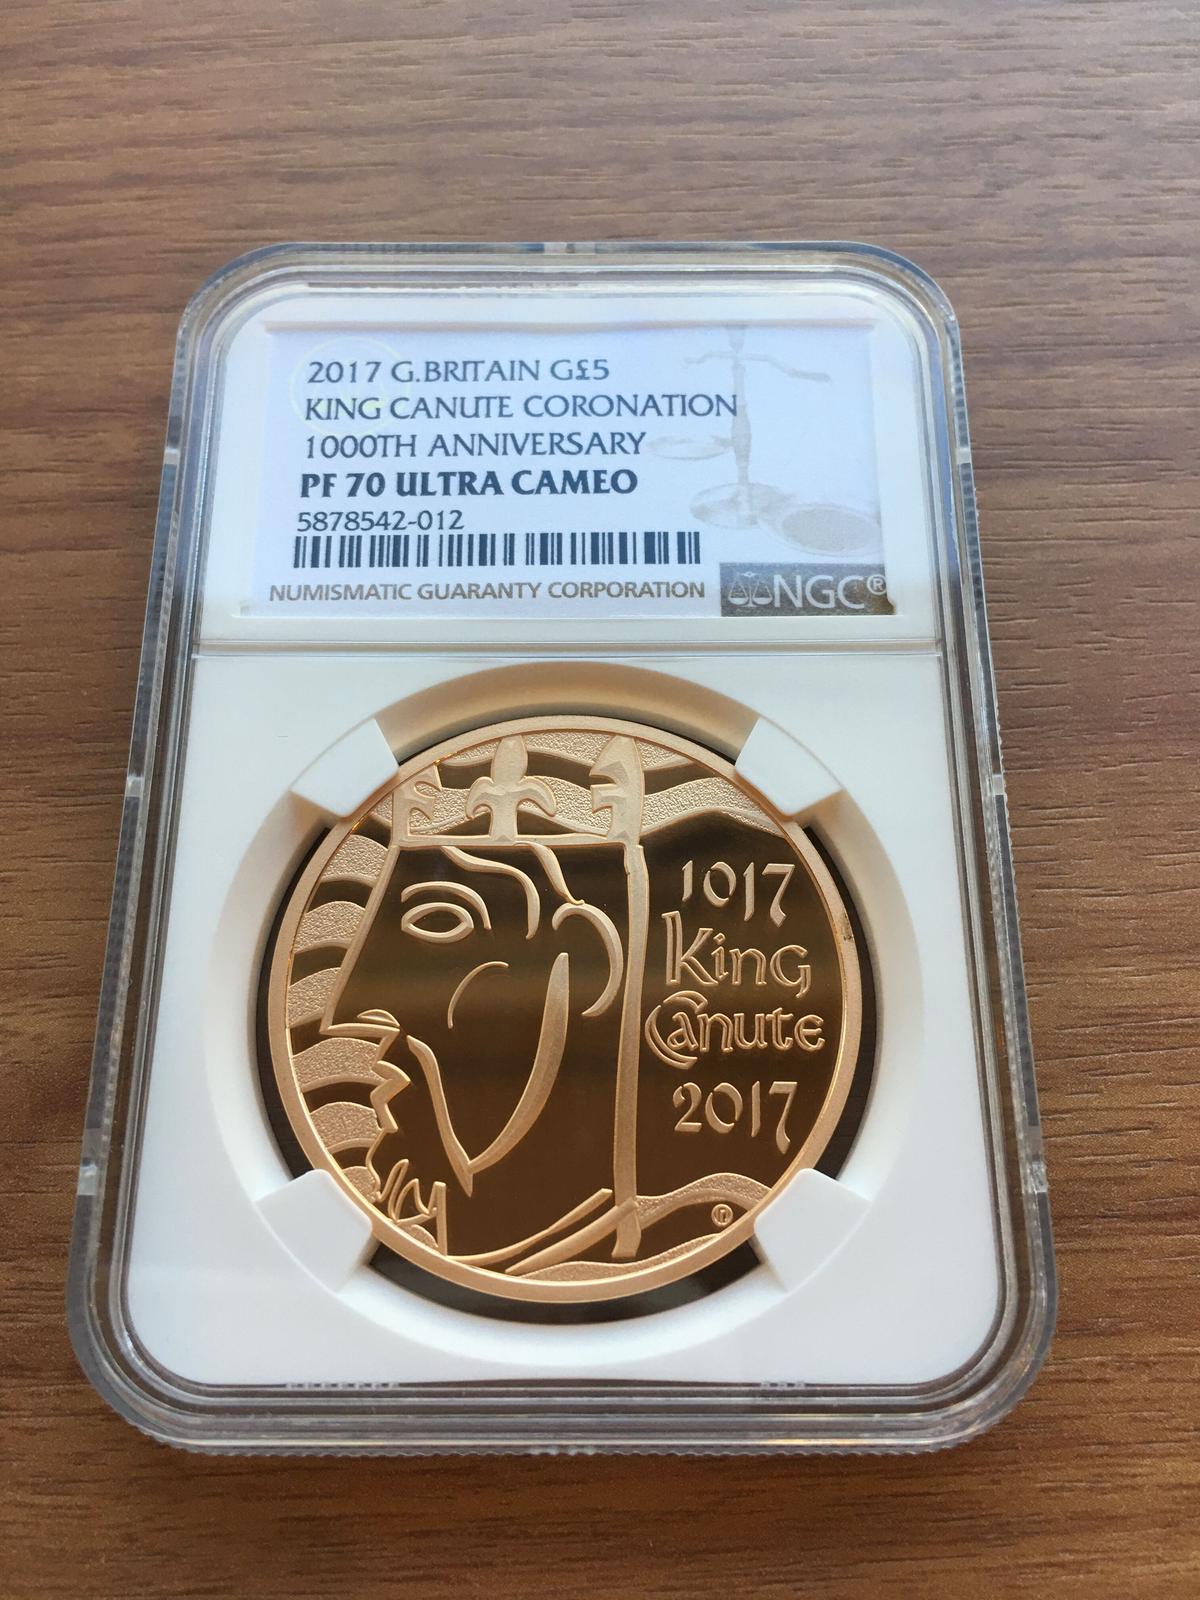 2017 G.BRITAIN G£5
KING CANUTE CORONATION
1000TH ANNIVERSARY
PF 70 ULTRA CAMEO
5878542-012
NUMISMATIC GUARANTY CORPORATION
NGC®
1017
King
Canute
2017